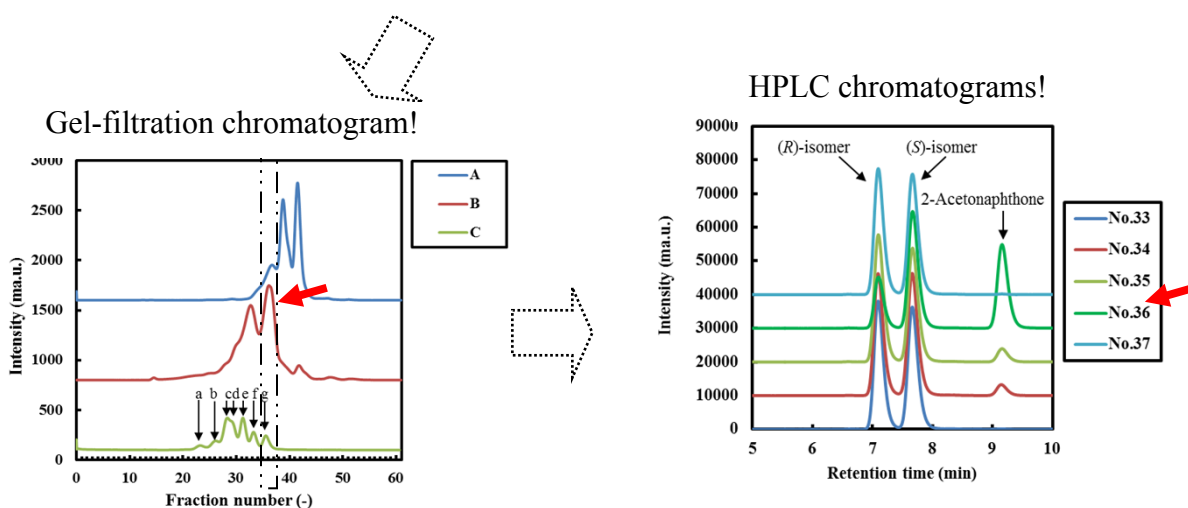 Gel-filtration chromatogram!
3000
2500
2000
1500
1000
500
0
Intensity (ma.u.)
A
B
C
a b c d e f g
0 10 20 30 40 50 60
Fraction number (-)
HPLC chromatograms!
90000
80000
70000
60000
50000
40000
30000
20000
10000
0
Intensity (ma.u.)
(R)-isomer
(S)-isomer
2-Acetonaphthone
No.33
No.34
No.35
No.36
No.37
5 6 7 8 9 10
Retention time (min)